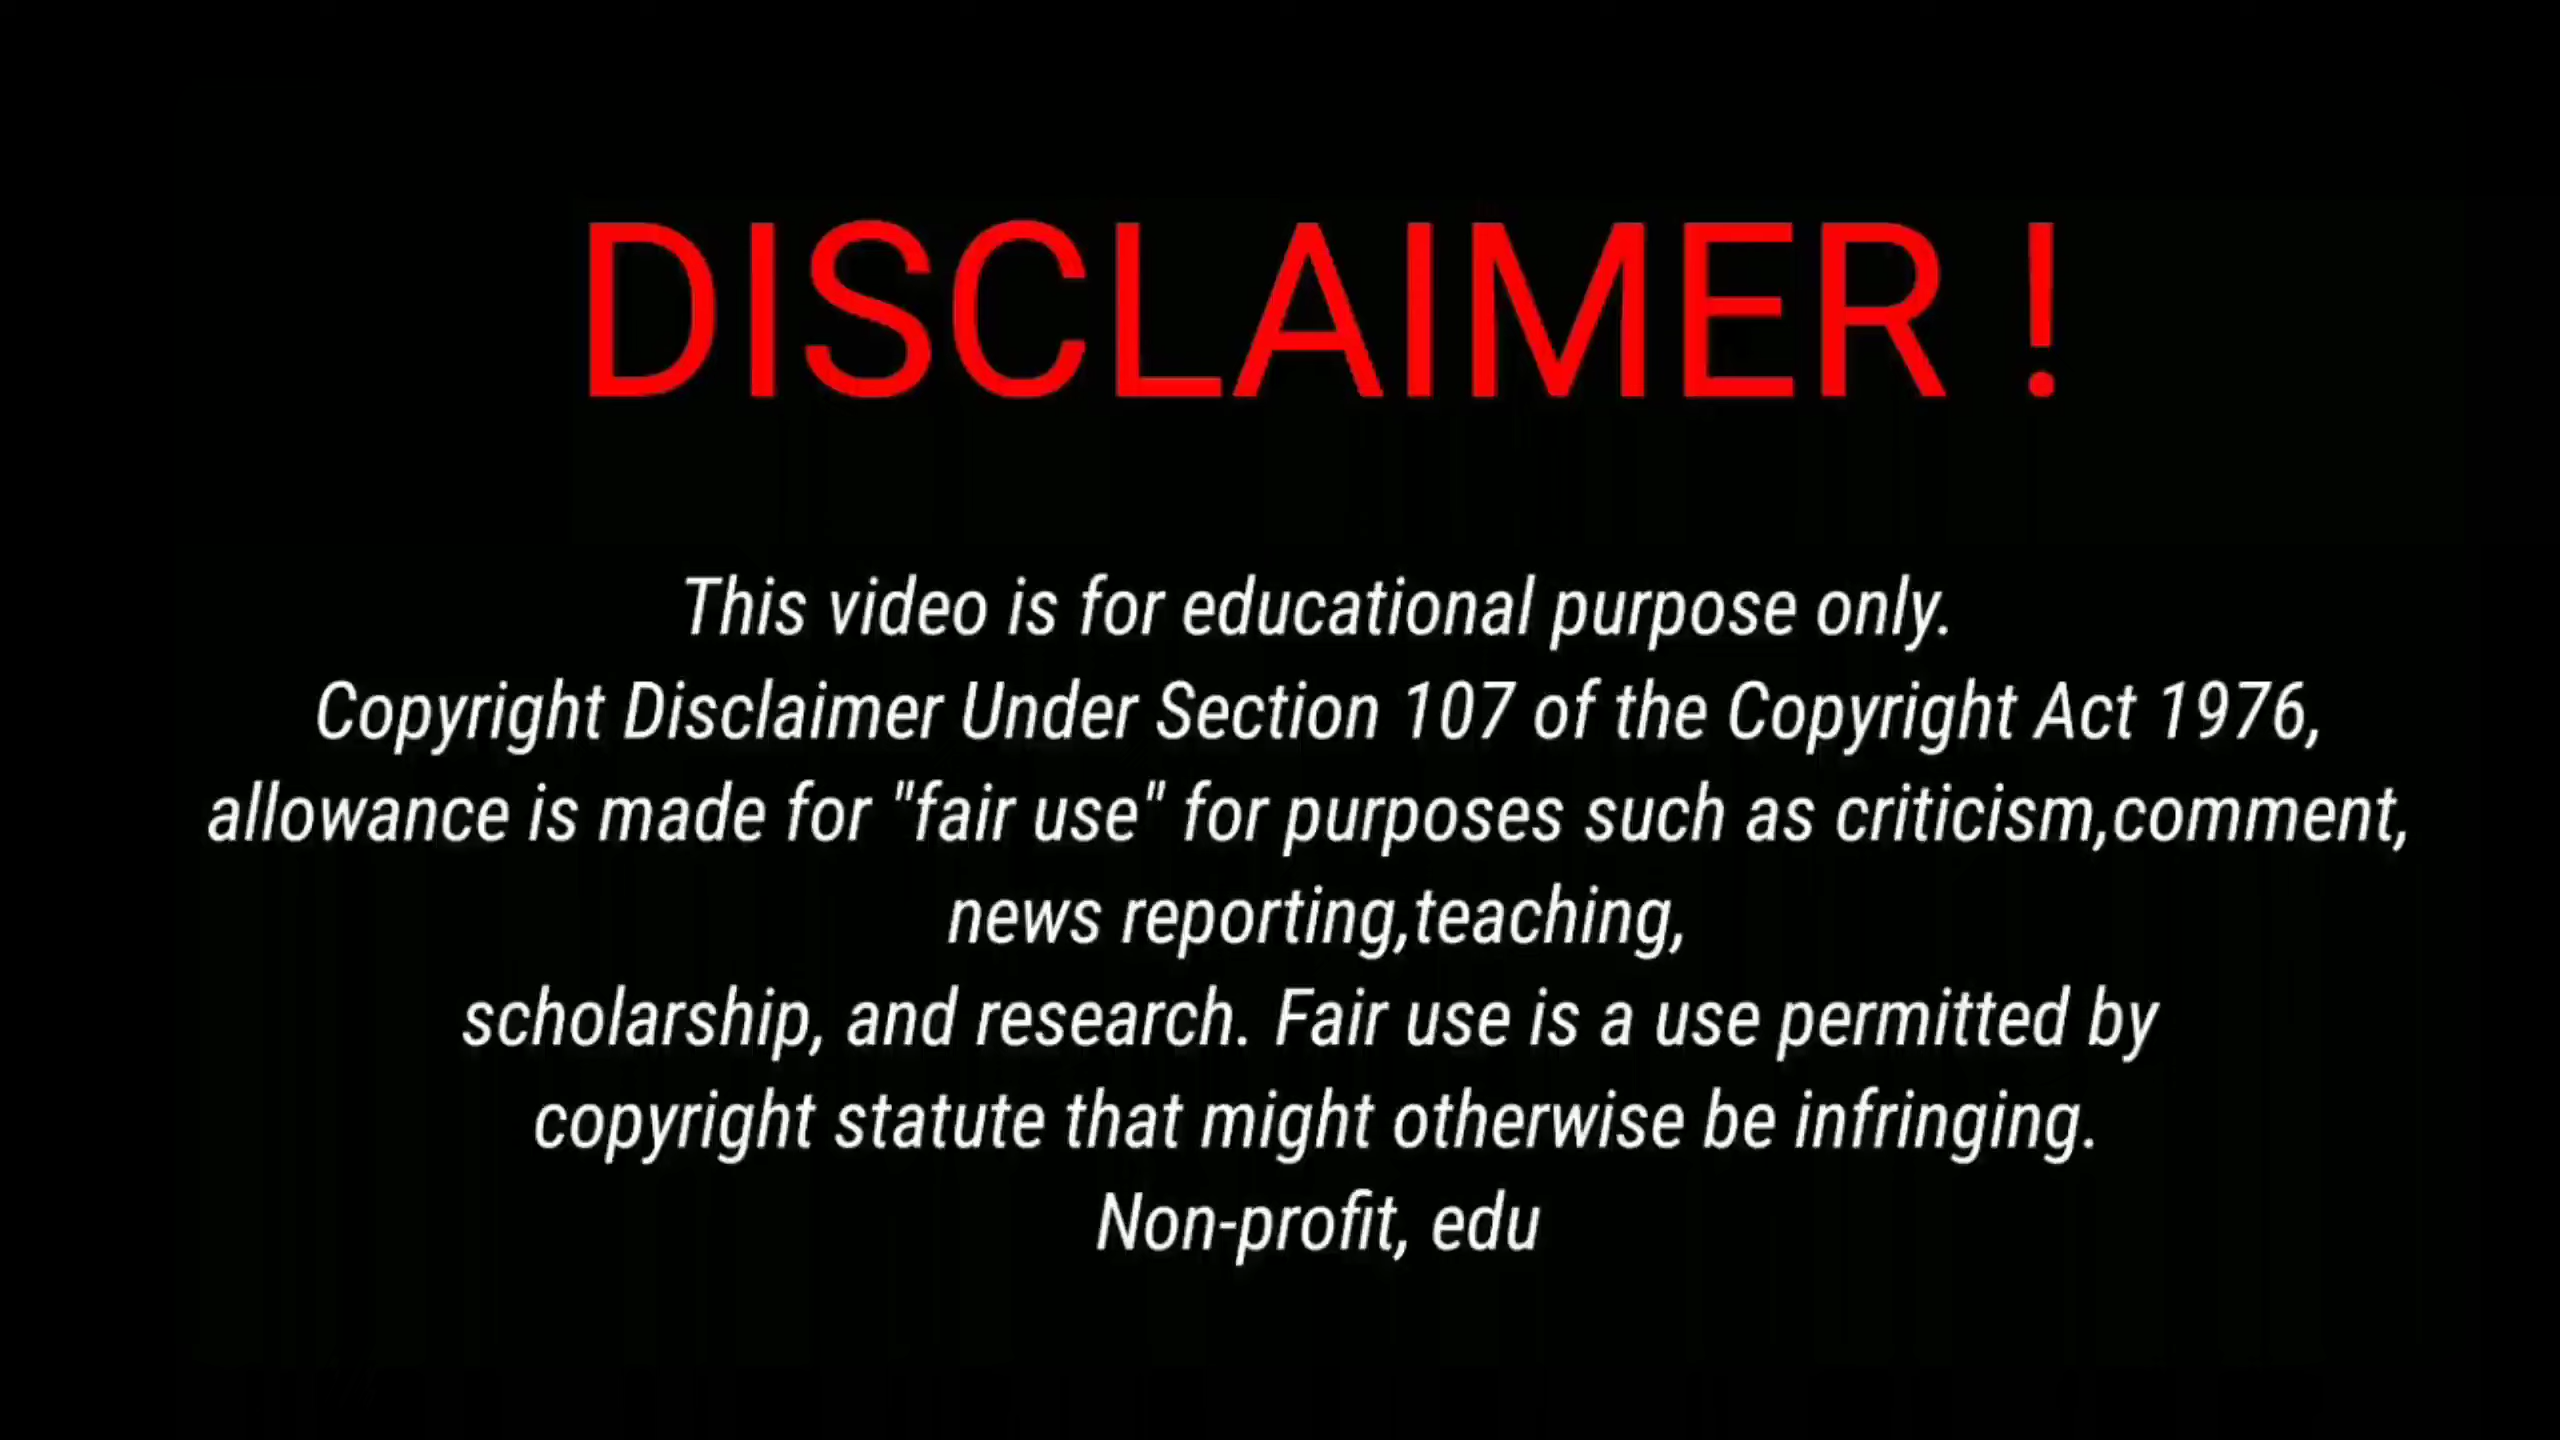 DISCLAIMER !
This video is for educational purpose only.
Copyright Disclaimer Under Section 107 of the Copyright Act 1976,
allowance is made for "fair use" for purposes such as criticism,comment,
news reporting,teaching,
scholarship, and research. Fair use is a use permitted by
copyright statute that might otherwise be infringing.
Non-profit, edu